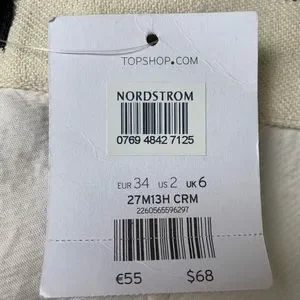 TOPSHOP.COM
NORDSTROM
0769 4842 7125
EUR 34 US 2 UK 6
27M13H CRM
2260565596297
€55 $68